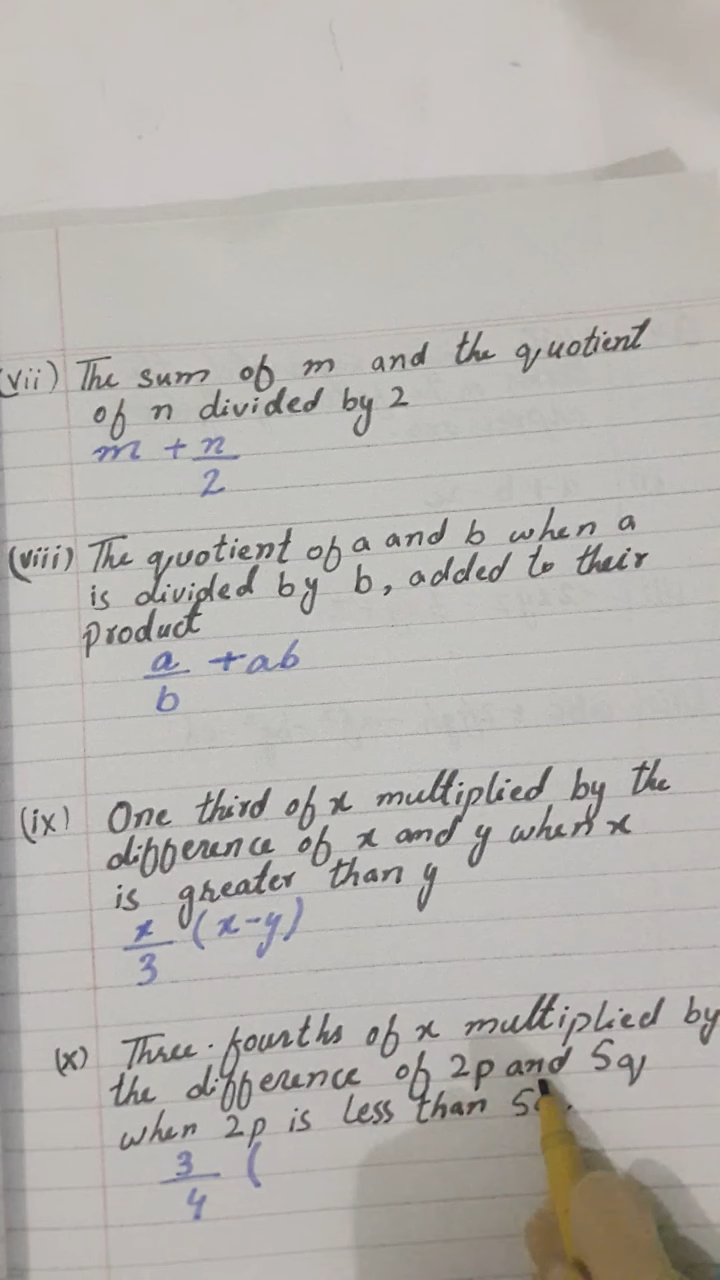 (vii) The sum of m and the quotient
of n divided by 2
m + n/2
(viii) The quotient of a and b when a
is divided by b, added to their
product
a/b + ab
(ix) One third of x multiplied by the
difference of x and y when x
is greater than y
x/3 (x-y)
(x) Three-fourths of x multiplied by
the difference of 2p and 5q
when 2p is less than 5
3/4 (